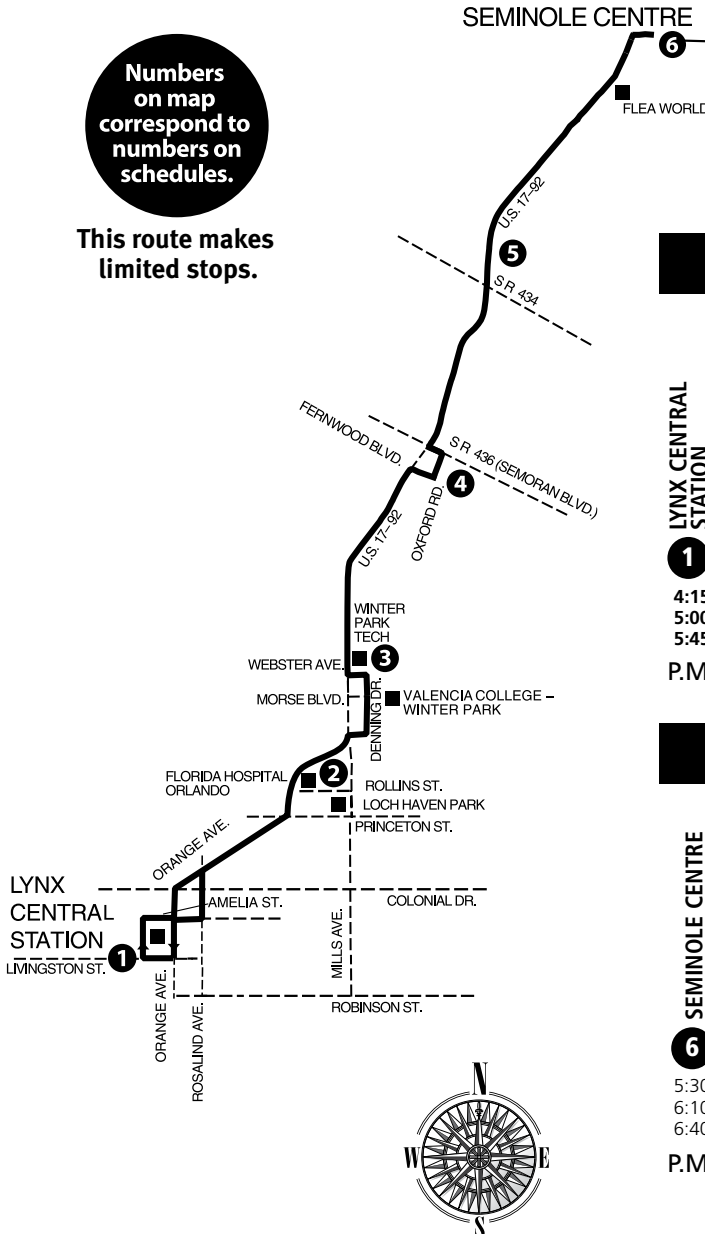 SEMINOLE CENTRE
6
Numbers
on map
correspond to
numbers on
schedules.
This route makes
limited stops.
FLEA WORLD
U.S. 17–92
5
S R 434
FERNWOOD BLVD.
S R 436 (SEMORAN BLVD.)
4
OXFORD RD.
U.S. 17–92
WINTER
PARK
TECH
3
WEBSTER AVE.
MORSE BLVD.
DENNING DR.
VALENCIA COLLEGE –
WINTER PARK
FLORIDA HOSPITAL
ORLANDO
2
ROLLINS ST.
LOCH HAVEN PARK
PRINCETON ST.
ORANGE AVE.
LYNX
CENTRAL
STATION
AMELIA ST.
COLONIAL DR.
MILLS AVE.
1
LIVINGSTON ST.
ORANGE AVE.
ROSALIND AVE.
ROBINSON ST.
N
W
E
S
LYNX CENTRAL
STATION
1
4:15
5:00
5:45
P.M
SEMINOLE CENTRE
6
5:30
6:10
6:40
P.M